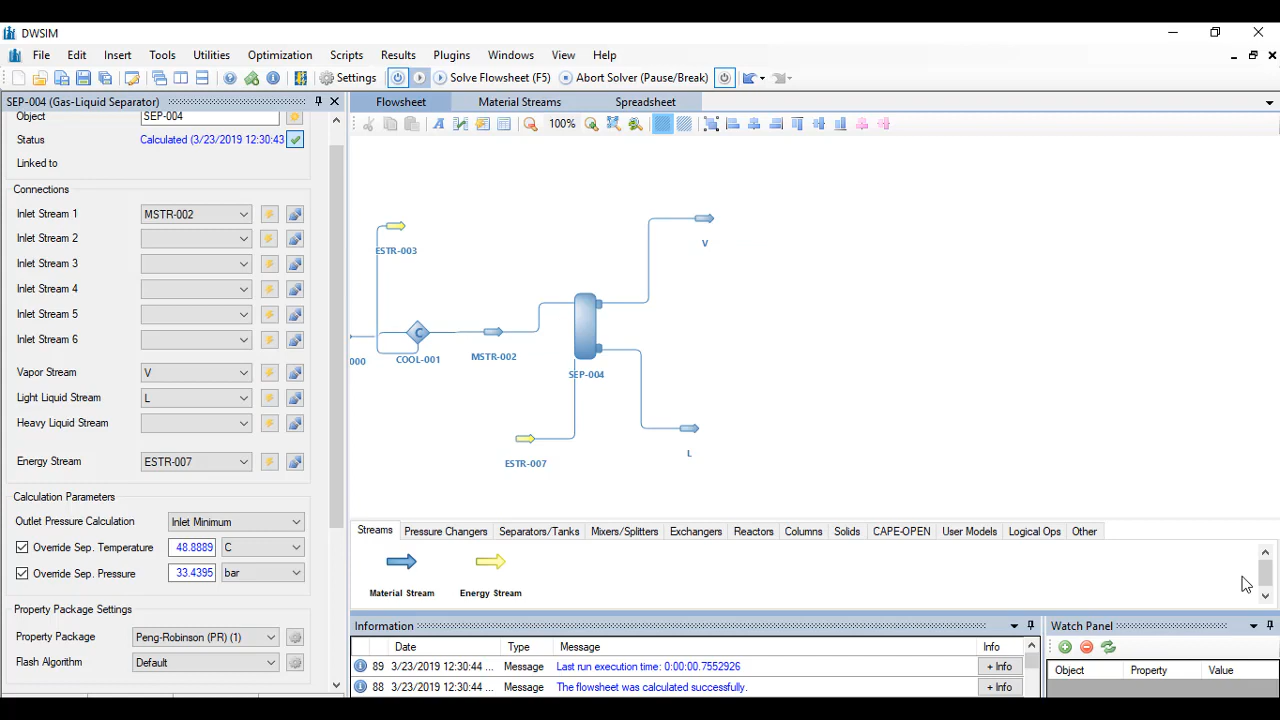 DWSIM
File Edit Insert Tools Utilities Optimization Scripts Results Plugins Windows View Help
Settings Solve Flowsheet (F5) Abort Solver (Pause/Break)
SEP-004 (Gas-Liquid Separator)
Object SEP-004
Status Calculated (3/23/2019 12:30:43
Linked to
Connections
Inlet Stream 1 MSTR-002
Inlet Stream 2
Inlet Stream 3
Inlet Stream 4
Inlet Stream 5
Inlet Stream 6
Vapor Stream V
Light Liquid Stream L
Heavy Liquid Stream
Energy Stream ESTR-007
Calculation Parameters
Outlet Pressure Calculation Inlet Minimum
Override Sep. Temperature 48.8889 C
Override Sep. Pressure 33.4395 bar
Property Package Settings
Property Package Peng-Robinson (PR) (1)
Flash Algorithm Default
Flowsheet Material Streams Spreadsheet
A 100%
ESTR-003
V
C
000
COOL-001
MSTR-002
SEP-004
L
ESTR-007
Streams Pressure Changers Separators/Tanks Mixers/Splitters Exchangers Reactors Columns Solids CAPE-OPEN User Models Logical Ops Other
Material Stream Energy Stream
Information
Date Type Message Info
89 3/23/2019 12:30:44 ... Message Last run execution time: 0:00:00.7552926 + Info
88 3/23/2019 12:30:44 ... Message The flowsheet was calculated successfully. + Info
Watch Panel
Object Property Value